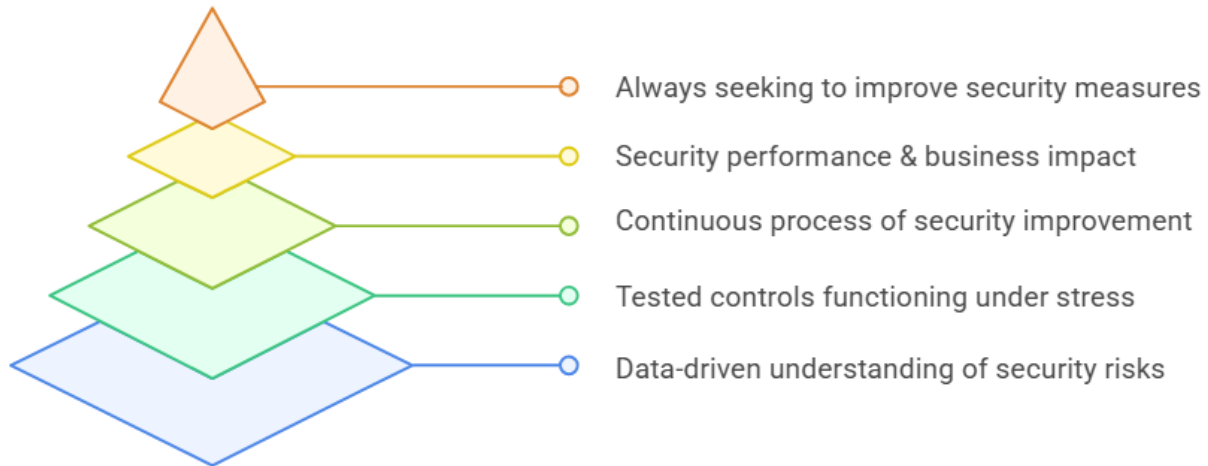 Always seeking to improve security measures
Security performance & business impact
Continuous process of security improvement
Tested controls functioning under stress
Data-driven understanding of security risks